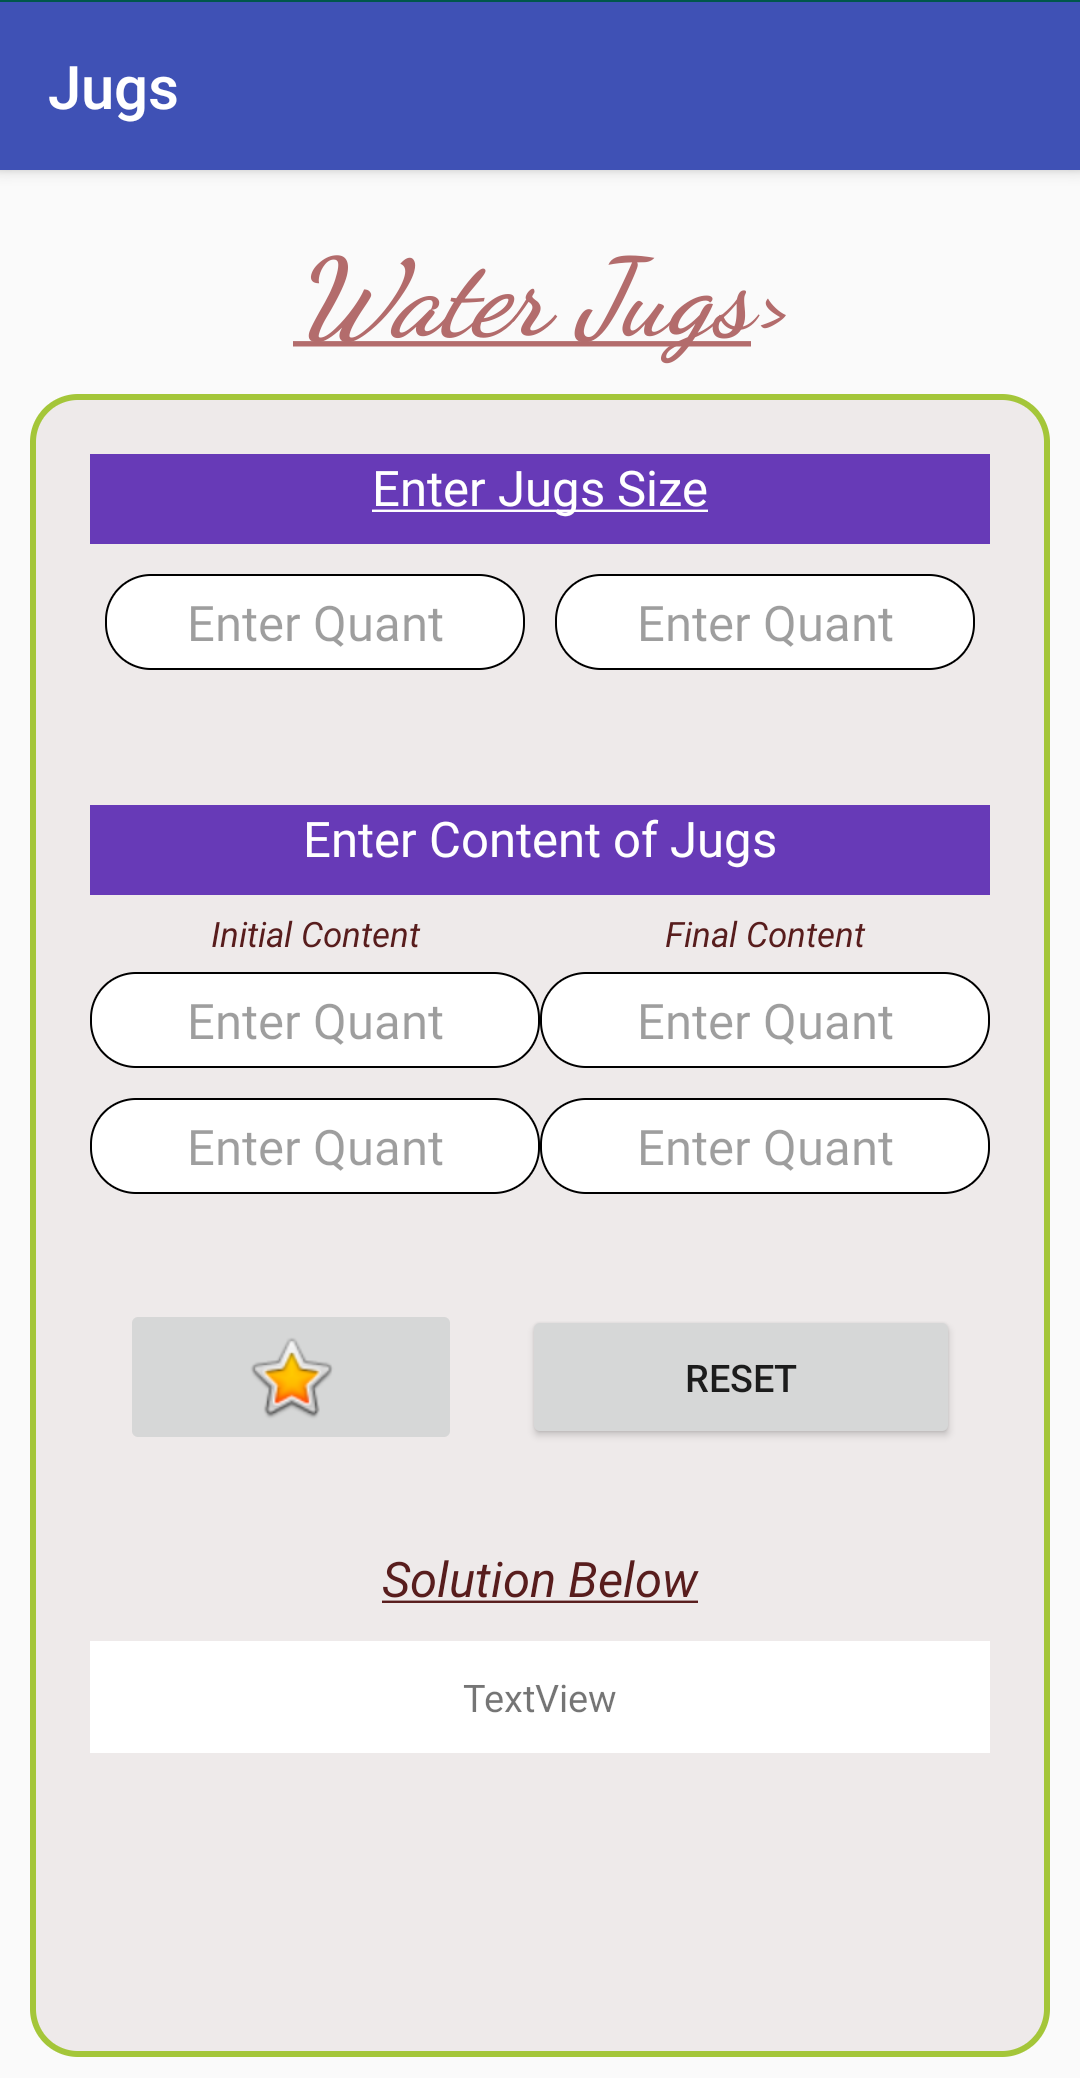 Jugs
Water Jugs>
Enter Jugs Size
Enter Quant Enter Quant
Enter Content of Jugs
Initial Content Final Content
Enter Quant Enter Quant
Enter Quant Enter Quant
RESET
Solution Below
TextView